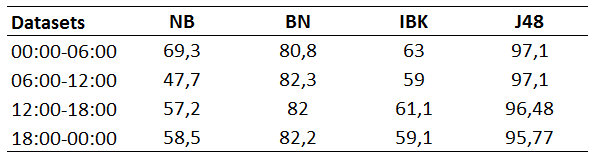 Datasets NB BN IBK J48
00:00-06:00 69,3 80,8 63 97,1
06:00-12:00 47,7 82,3 59 97,1
12:00-18:00 57,2 82 61,1 96,48
18:00-00:00 58,5 82,2 59,1 95,77